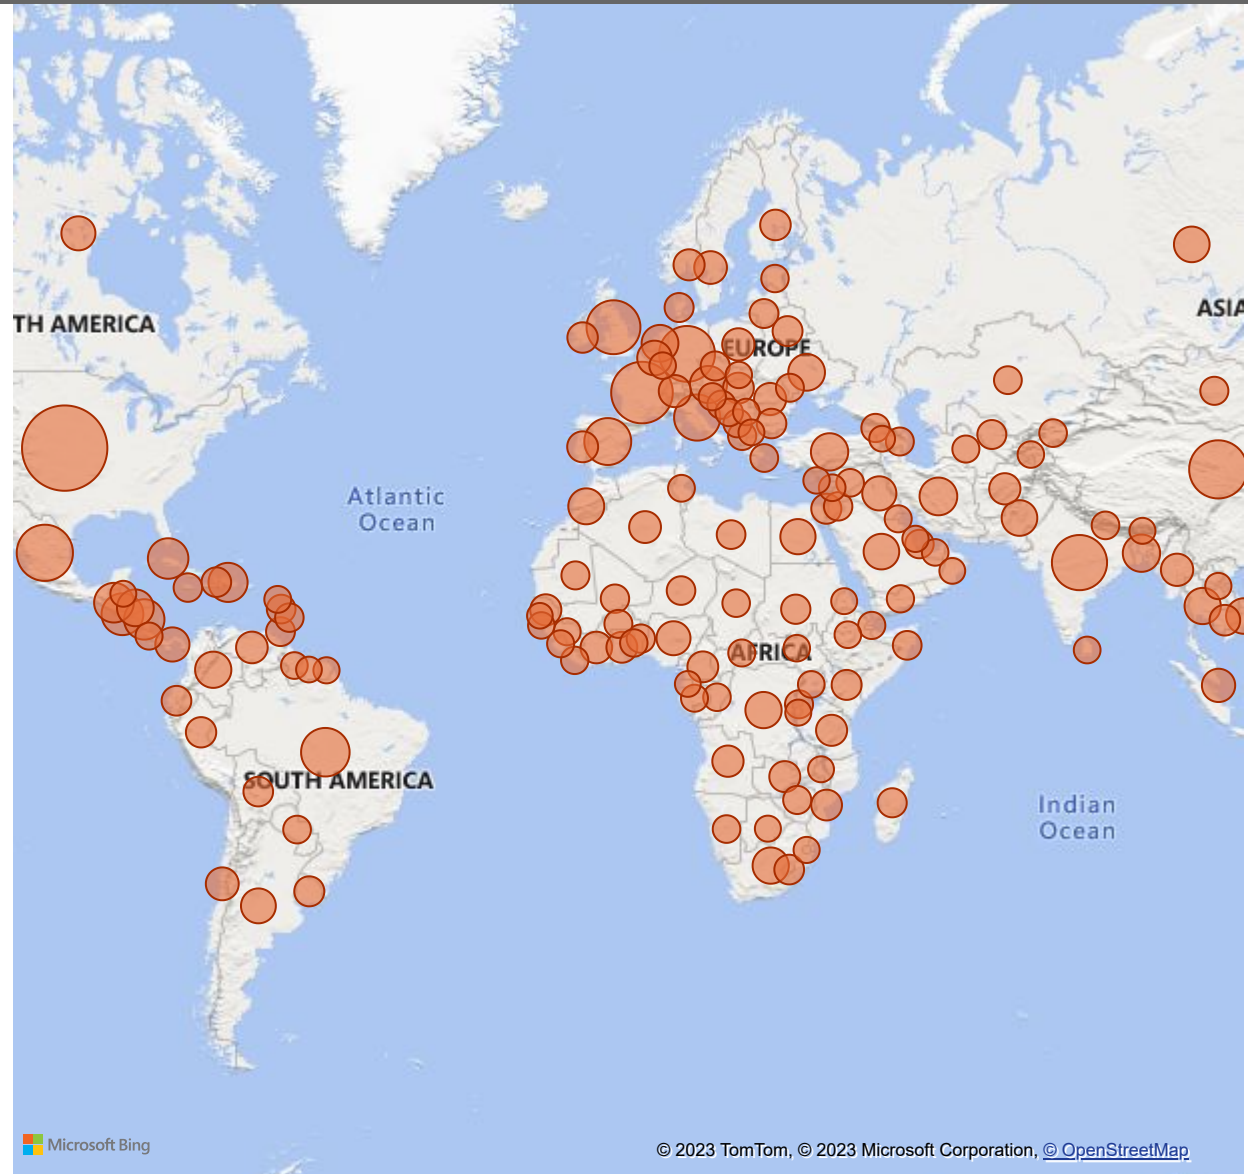 TH AMERICA
ASIA
EUROPE
Atlantic
Ocean
AFRICA
SOUTH AMERICA
Indian
Ocean
Microsoft Bing
© 2023 TomTom, © 2023 Microsoft Corporation, © OpenStreetMap